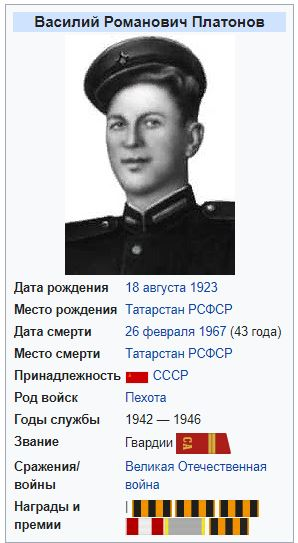 Василий Романович Платонов
Дата рождения 18 августа 1923
Место рождения Татарстан РСФСР
Дата смерти 26 февраля 1967 (43 года)
Место смерти Татарстан РСФСР
Принадлежность СССР
Род войск Пехота
Годы службы 1942 — 1946
Звание Гвардии СА
Сражения/ Великая Отечественная
войны война
Награды и |
премии